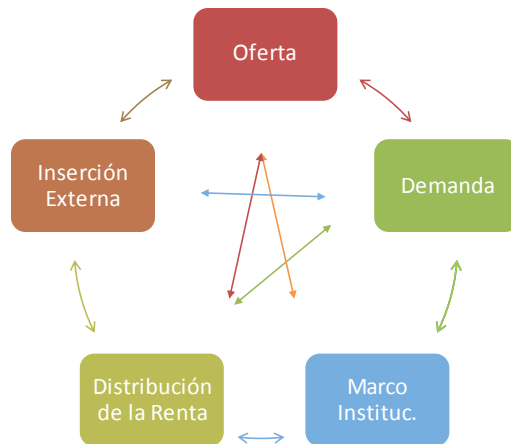 Oferta
Inserción
Externa
Demanda
Distribución
de la Renta
Marco
Instituc.